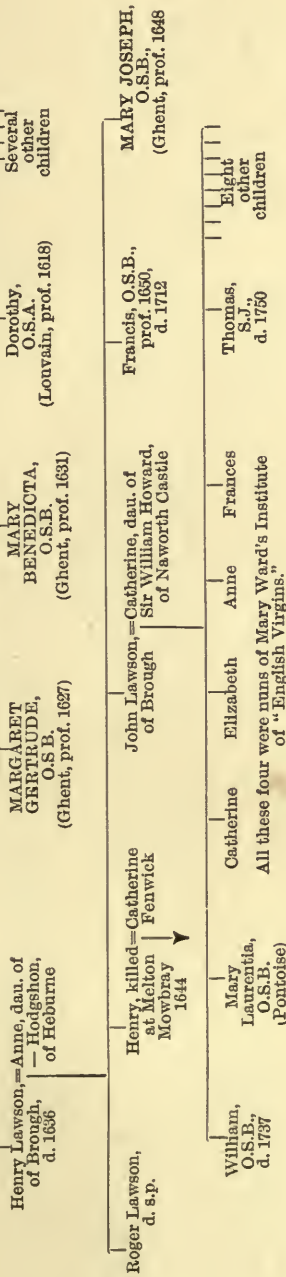 Henry Lawson,=Anne, dau. of
of Brough, — Hodgshon,
d. 1636 of Heburne
MARGARET
GERTRUDE,
O.S B.
(Ghent, prof. 1627)
MARY
BENEDICTA,
O.S.B.
(Ghent, prof. 1631)
Dorothy,
O.S.A.
(Louvain, prof. 1618)
Several
other
children
Roger Lawson,
d. s.p.
Henry, killed=Catherine
at Melton Fenwick
Mowbray
1644
John Lawson,=Catherine, dau. of
of Brough Sir William Howard,
of Naworth Castle
Francis, O.S.B.,
prof. 1650,
d. 1712
MARY JOSEPH,
O.S.B.,
(Ghent, prof. 1648
William,
O.S.B.,
d. 1737
Mary
Laurentia,
O.S.B.
(Pontoise)
Catherine Elizabeth Anne Frances
All these four were nuns of Mary Ward's Institute
of "English Virgins."
Thomas,
S.J.,
d. 1750
Eight
other
children